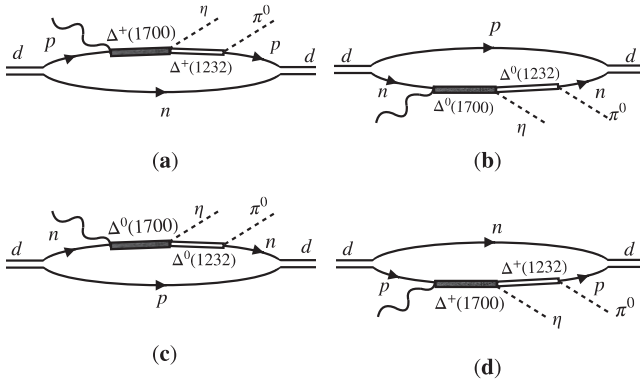 η π⁰
d p Δ⁺(1700) p d
Δ⁺(1232)
n
(a)
p
d d
n Δ⁰(1232) n
Δ⁰(1700) π⁰
η
(b)
η π⁰
d n Δ⁰(1700) n d
Δ⁰(1232)
p
(c)
n
d d
p Δ⁺(1232) p
Δ⁺(1700) π⁰
η
(d)